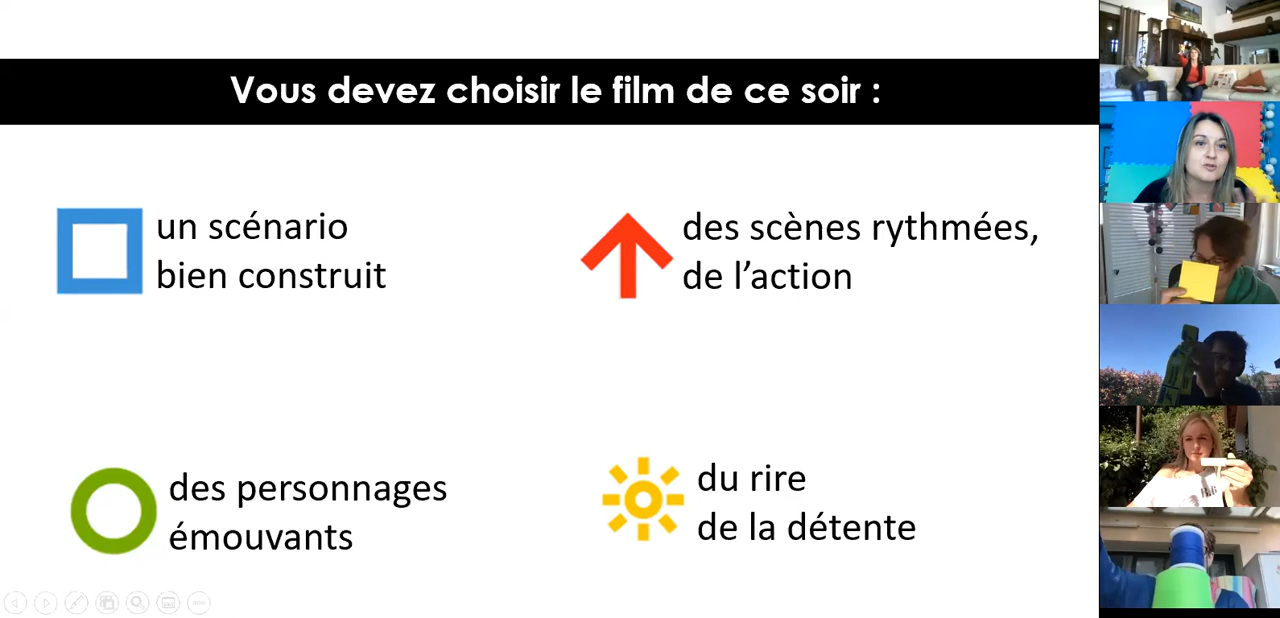 Vous devez choisir le film de ce soir :
un scénario
bien construit
des scènes rythmées,
de l’action
des personnages
émouvants
du rire
de la détente